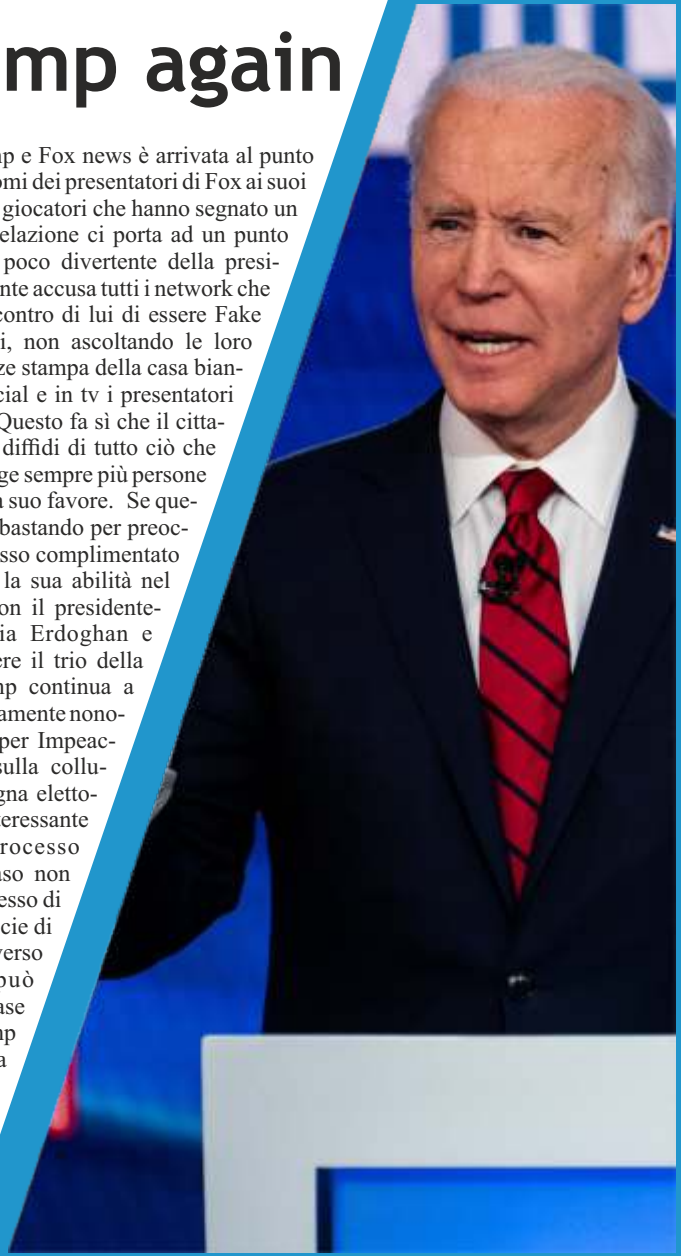 mp again
np e Fox news è arrivata al punto
omi dei presentatori di Fox ai suoi
giocatori che hanno segnato un
elazione ci porta ad un punto
poco divertente della presi-
nte accusa tutti i network che
contro di lui di essere Fake
i, non ascoltando le loro
ze stampa della casa bian-
cial e in tv i presentatori
Questo fa sì che il citta-
diffidi di tutto ciò che
ge sempre più persone
a suo favore. Se que-
bastando per preoc-
sso complimentato
la sua abilità nel
on il presidente-
ia Erdoghan e
ere il trio della
mp continua a
amente nono-
per Impeac-
sulla collu-
gna eletto-
teressante
rocesso
aso non
esso di
cie di
verso
può
ase
mp
a